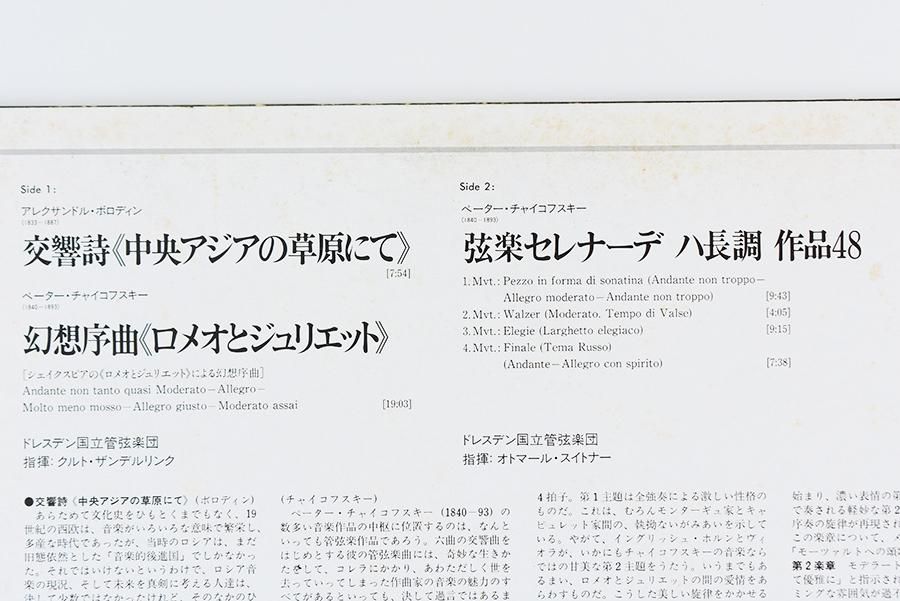 Side 1:
アレクサンドル・ボロディン
(1833－1887)
交響詩《中央アジアの草原にて》
[7:54]
ペーター・チャイコフスキー
(1840－1893)
幻想序曲《ロメオとジュリエット》
[シェイクスピアの《ロメオとジュリエット》による幻想序曲]
Andante non tanto quasi Moderato－Allegro－
Molto meno mosso－Allegro giusto－Moderato assai [19:03]
ドレスデン国立管弦楽団
指揮: クルト・ザンデルリンク
Side 2:
ペーター・チャイコフスキー
(1840－1893)
弦楽セレナーデ ハ長調 作品48
1. Mvt.: Pezzo in forma di sonatina (Andante non troppo－
Allegro moderato－Andante non troppo) [9:43]
2. Mvt.: Walzer (Moderato. Tempo di Valse) [4:05]
3. Mvt.: Elegie (Larghetto elegiaco) [9:15]
4. Mvt.: Finale (Tema Russo)
(Andante－Allegro con spirito) [7:38]
ドレスデン国立管弦楽団
指揮: オトマール・スイトナー
●交響詩《中央アジアの草原にて》(ボロディン)
あらためて文化史をひもとくまでもなく、19
世紀の西欧は、音楽がいろいろな意味で繁栄し、
多産な時代であったが、当時のロシアは、まだ
旧態依然とした「音楽的後進国」でしかなかっ
た。それではいけないというわけで、ロシア音
楽の現況、そして未来を真剣に考える人達は、
決して少数ではなかったけれど、そのなかのひ
(チャイコフスキー)
ペーター・チャイコフスキー (1840-93) の
数多い音楽作品の中枢に位置するのは、なんと
いっても管弦楽作品であろう。六曲の交響曲を
はじめとする彼の管弦楽曲には、奇妙な生きか
たをして、コレラにかかり、あわただしく世を
去っていってしまった作曲家の音楽の魅力のす
べてがあるといっても、決して過言ではあるま
4拍子。第1主題は全強奏による激しい性格の
ものだ。これは、むろんモンターギュ家とキャ
ピュレット家間の、執拗ないがみあいを示して
いる。やがて、イングリッシュ・ホルンとヴィ
オラが、いかにもチャイコフスキーの音楽なら
ではの甘美な第2主題をうたう。いうまでもあ
るまい、ロメオとジュリエットの間の愛情をあ
らわすものだ。こうした美しい旋律をかかせる
始まり、濃い表情の第
で奏される軽妙な第2
序奏の旋律が再現され
この楽章について、メ
「モーツァルトへの頌
第2楽章 モデラート
て優雅に」と指示され
ミングな雰囲気が過不